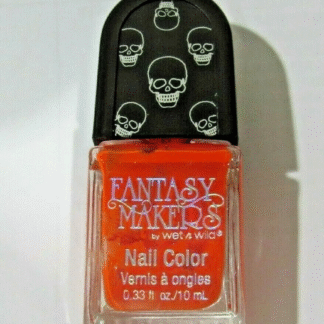 FANTASY
MAKERS
by wet n wild®
Nail Color
Vernis à ongles
0.33 fl oz./10 mL